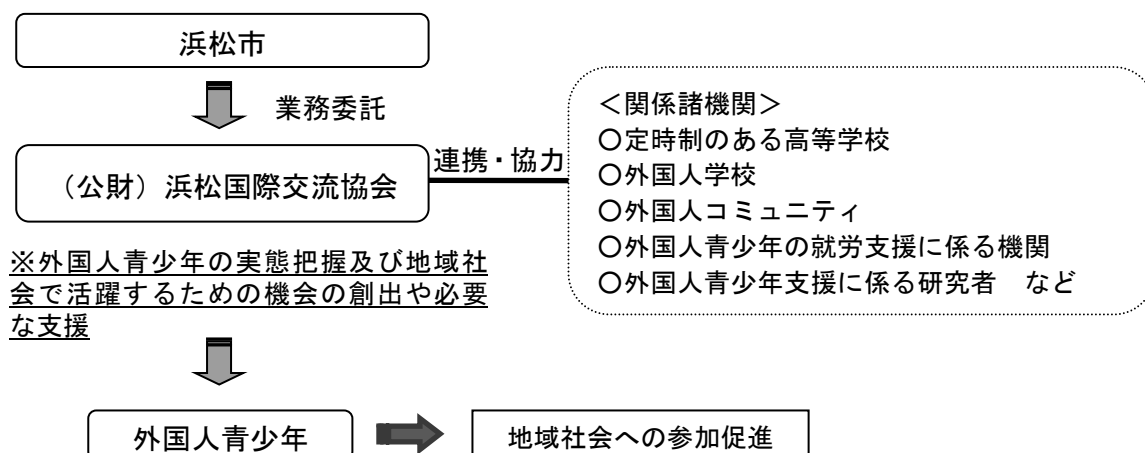 浜松市
業務委託
（公財）浜松国際交流協会
連携・協力
＜関係諸機関＞
〇定時制のある高等学校
〇外国人学校
〇外国人コミュニティ
〇外国人青少年の就労支援に係る機関
〇外国人青少年支援に係る研究者　など
※外国人青少年の実態把握及び地域社
会で活躍するための機会の創出や必要
な支援
外国人青少年
地域社会への参加促進